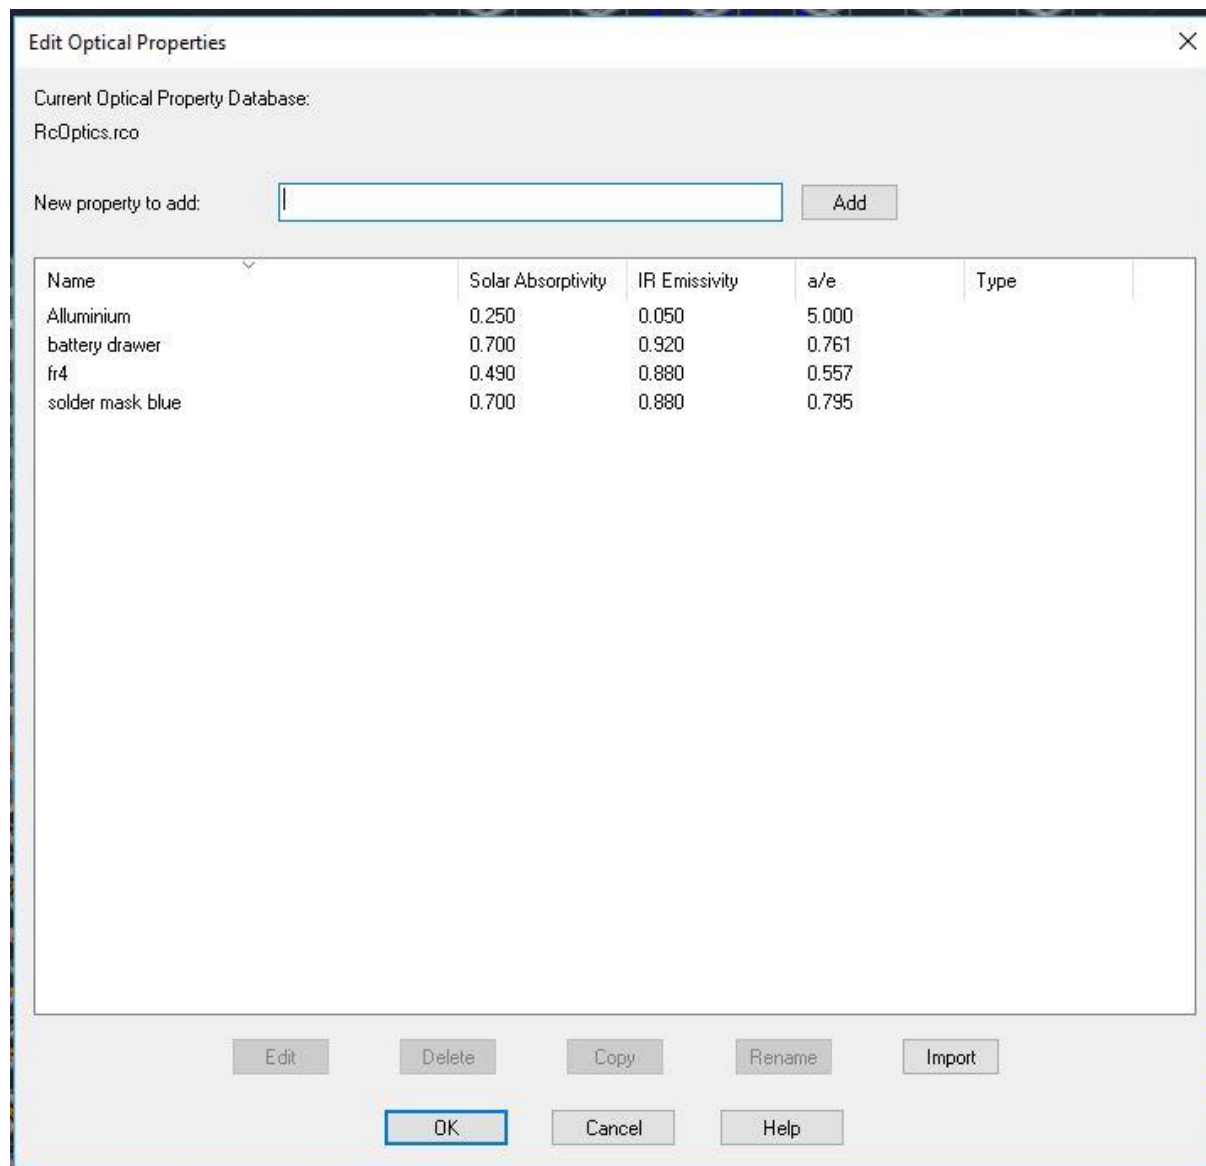 Edit Optical Properties
Current Optical Property Database:
RcOptics.rco
New property to add: Add
Name Solar Absorptivity IR Emissivity a/e Type
Alluminium 0.250 0.050 5.000
battery drawer 0.700 0.920 0.761
fr4 0.490 0.880 0.557
solder mask blue 0.700 0.880 0.795
Edit Delete Copy Rename Import
OK Cancel Help